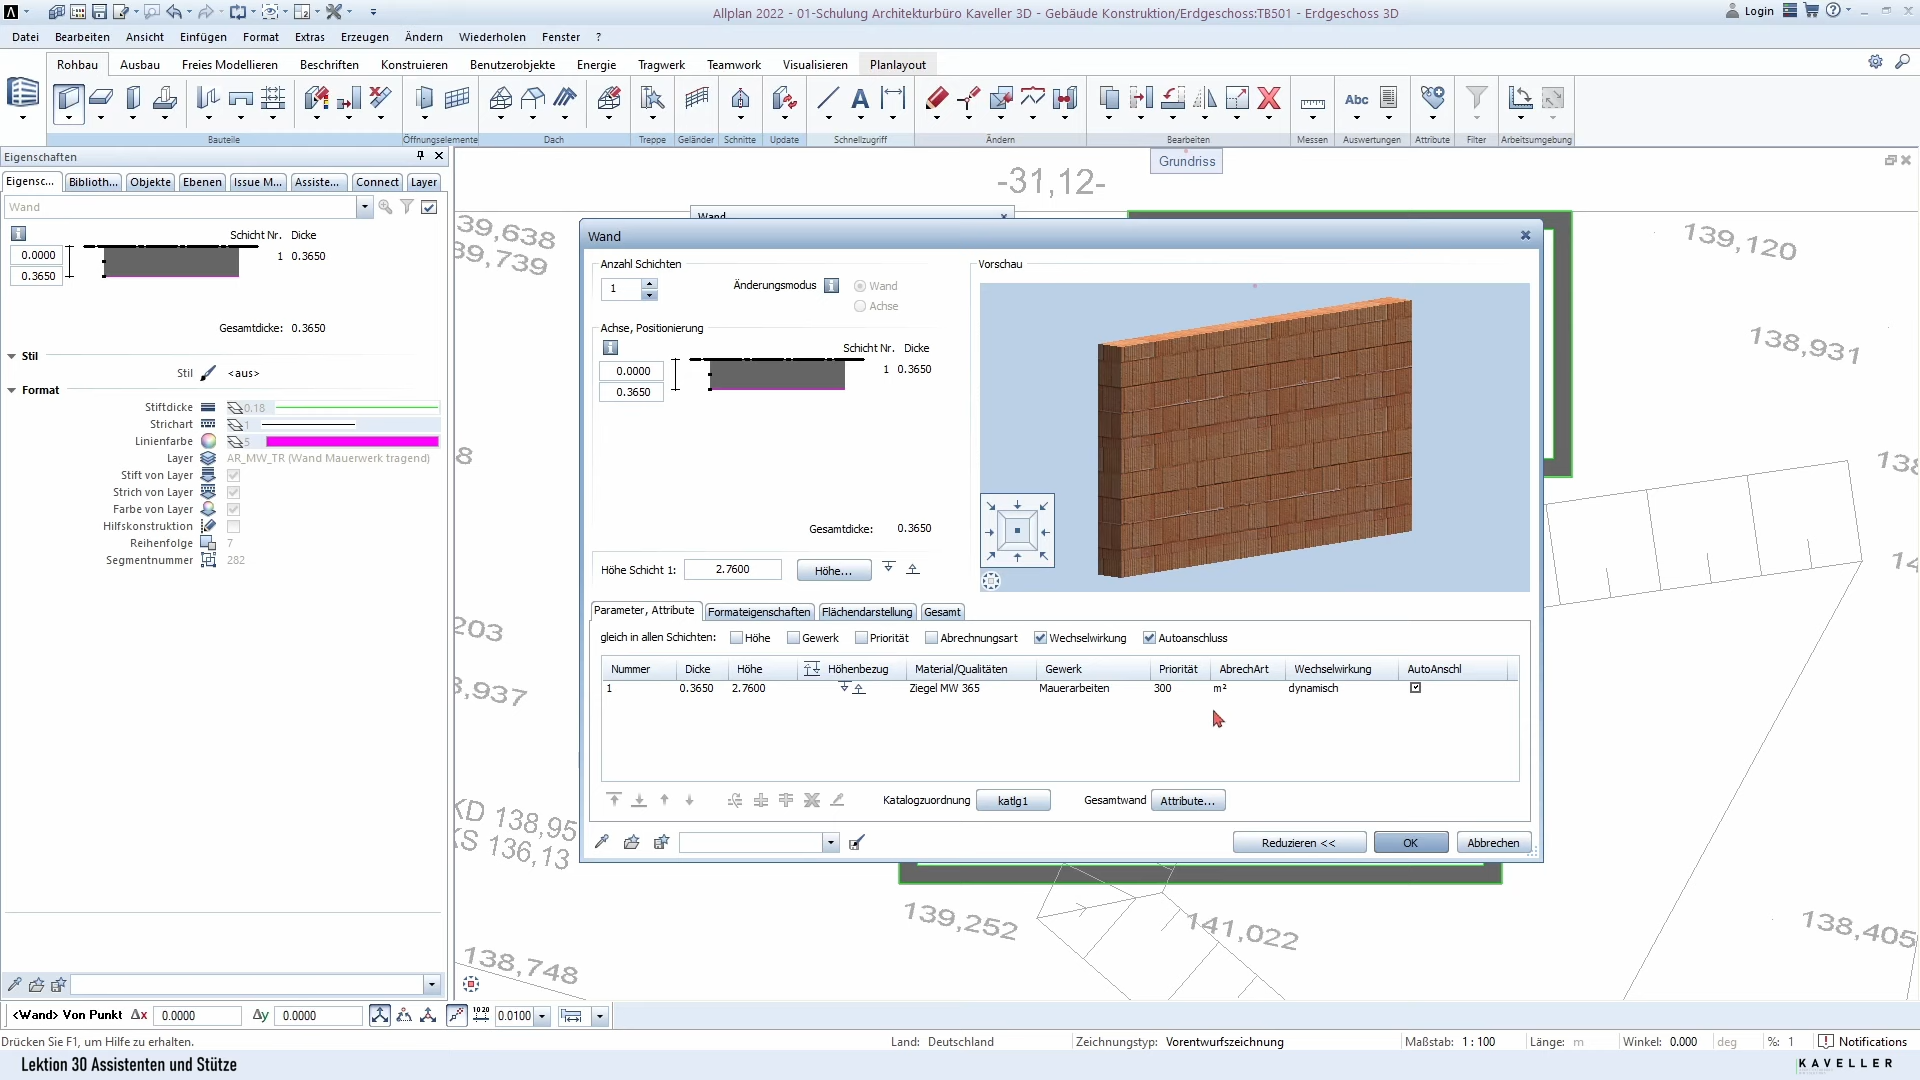 Allplan 2022 - 01-Schulung Architekturbüro Kaveller 3D - Gebäude Konstruktion/Erdgeschoss:TB501 - Erdgeschoss 3D
Login
Datei Bearbeiten Ansicht Einfügen Format Extras Erzeugen Ändern Wiederholen Fenster ?
Rohbau Ausbau Freies Modellieren Beschriften Konstruieren Benutzerobjekte Energie Tragwerk Teamwork Visualisieren Planlayout
Abc
Bauteile Öffnungselemente Dach Treppe Geländer Schnitte Update Schnellzugriff Ändern Bearbeiten Messen Auswertungen Attribute Filter Arbeitsumgebung
Eigenschaften
Grundriss
Eigensc... Biblioth... Objekte Ebenen Issue M... Assiste... Connect Layer
Wand
Schicht Nr. Dicke
0.0000
1 0.3650
0.3650
Gesamtdicke: 0.3650
Stil
Stil <aus>
Format
Stiftdicke 0.18
Strichart 1
Linienfarbe 5
Layer AR_MW_TR (Wand Mauerwerk tragend)
Stift von Layer
Strich von Layer
Farbe von Layer
Hilfskonstruktion
Reihenfolge 7
Segmentnummer 282
-31,12-
39,638
39,739
139,120
138,931
8
203
3,937
KD 138,95
KS 136,13
139,252
141,022
138,748
138,405
Wand
Wand
Anzahl Schichten
1
Änderungsmodus
Wand
Achse
Achse, Positionierung
Schicht Nr. Dicke
0.0000
1 0.3650
0.3650
Gesamtdicke: 0.3650
Höhe Schicht 1: 2.7600 Höhe...
Vorschau
Parameter, Attribute Formateigenschaften Flächendarstellung Gesamt
gleich in allen Schichten: Höhe Gewerk Priorität Abrechnungsart Wechselwirkung Autoanschluss
Nummer Dicke Höhe Höhenbezug Material/Qualitäten Gewerk Priorität AbrechArt Wechselwirkung AutoAnschl
1 0.3650 2.7600 Ziegel MW 365 Mauerarbeiten 300 m² dynamisch
Katalogzuordnung katlg1 Gesamtwand Attribute...
Reduzieren << OK Abbrechen
<Wand> Von Punkt Δx 0.0000 Δy 0.0000 0.0100
Drücken Sie F1, um Hilfe zu erhalten.
Land: Deutschland Zeichnungstyp: Vorentwurfszeichnung Maßstab: 1 : 100 Länge: m Winkel: 0.000 deg %: 1 Notifications
Lektion 30 Assistenten und Stütze
KAVELLER